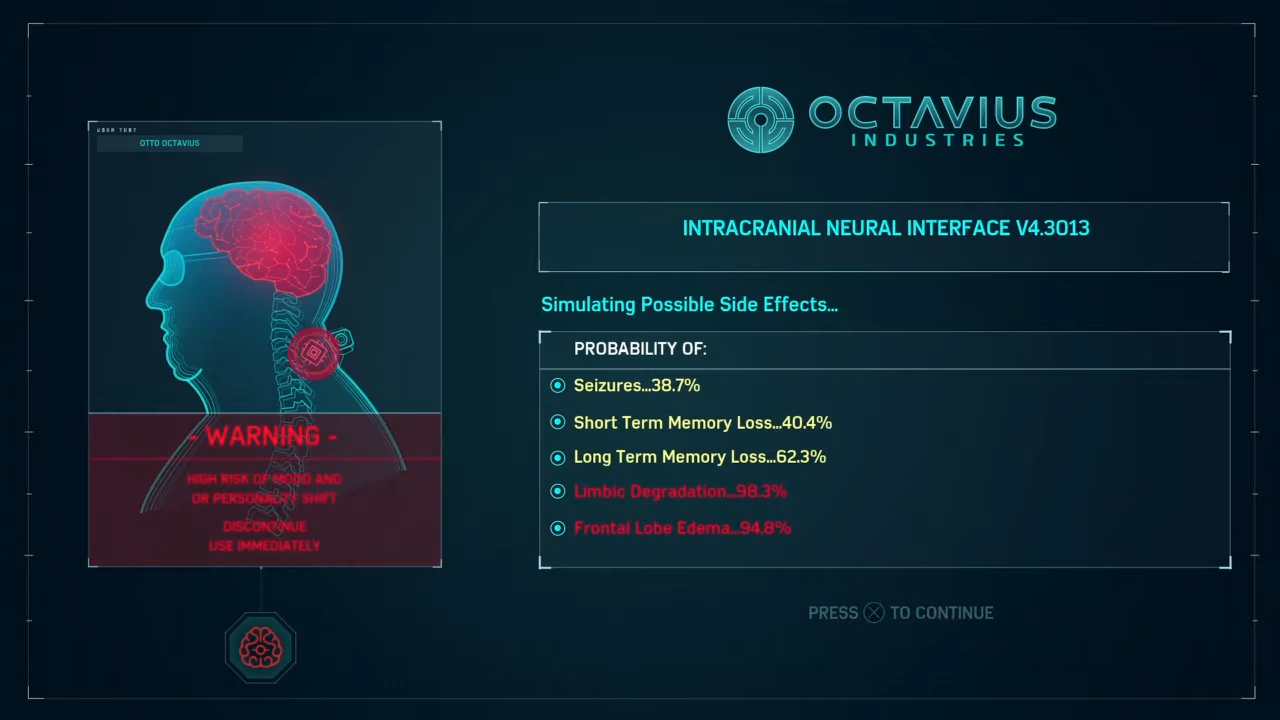 USER TEST
OTTO OCTAVIUS
- WARNING -
HIGH RISK OF MOOD AND
OR PERSONALITY SHIFT
DISCONTINUE
USE IMMEDIATELY
OCTAVIUS
INDUSTRIES
INTRACRANIAL NEURAL INTERFACE V4.3013
Simulating Possible Side Effects...
PROBABILITY OF:
Seizures...38.7%
Short Term Memory Loss...40.4%
Long Term Memory Loss...62.3%
Limbic Degradation...98.3%
Frontal Lobe Edema...94.8%
PRESS TO CONTINUE